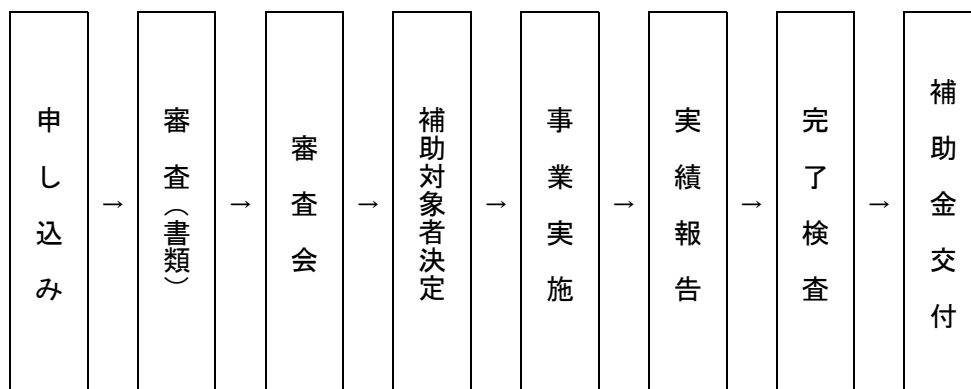 申し込み
→
審査（書類）
→
審査会
→
補助対象者決定
→
事業実施
→
実績報告
→
完了検査
→
補助金交付